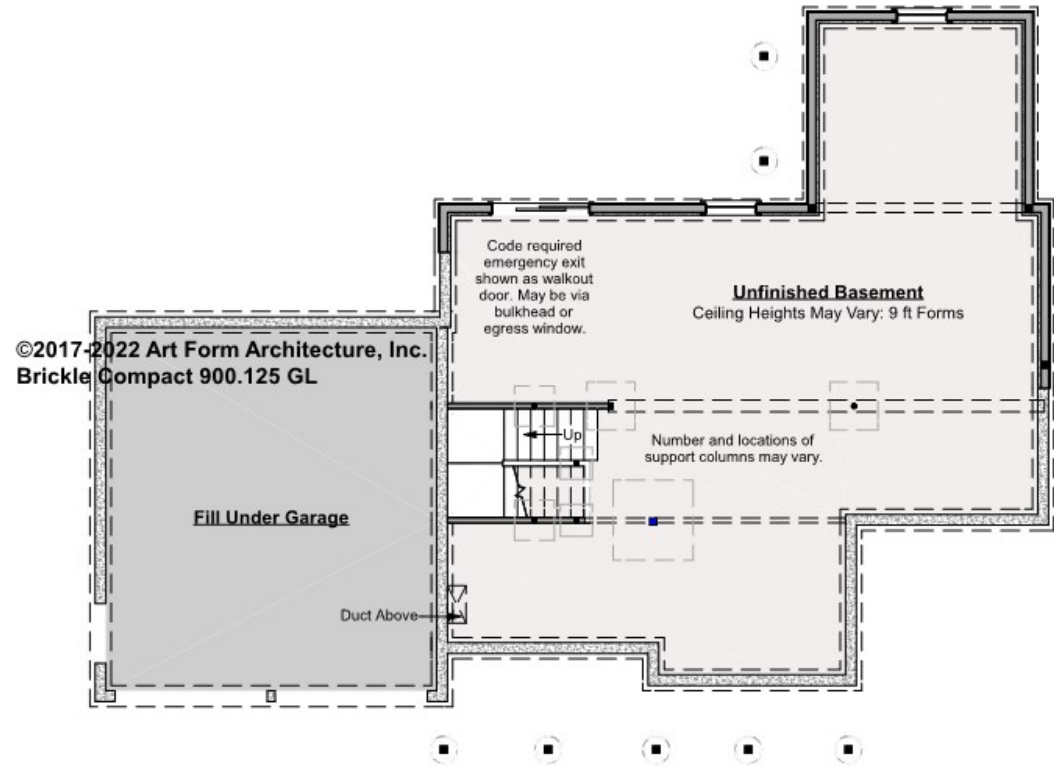 Code required
emergency exit
shown as walkout
door. May be via
bulkhead or
egress window.
Unfinished Basement
Ceiling Heights May Vary: 9 ft Forms
©2017-2022 Art Form Architecture, Inc.
Brickle Compact 900.125 GL
Up
Number and locations of
support columns may vary.
Fill Under Garage
Duct Above